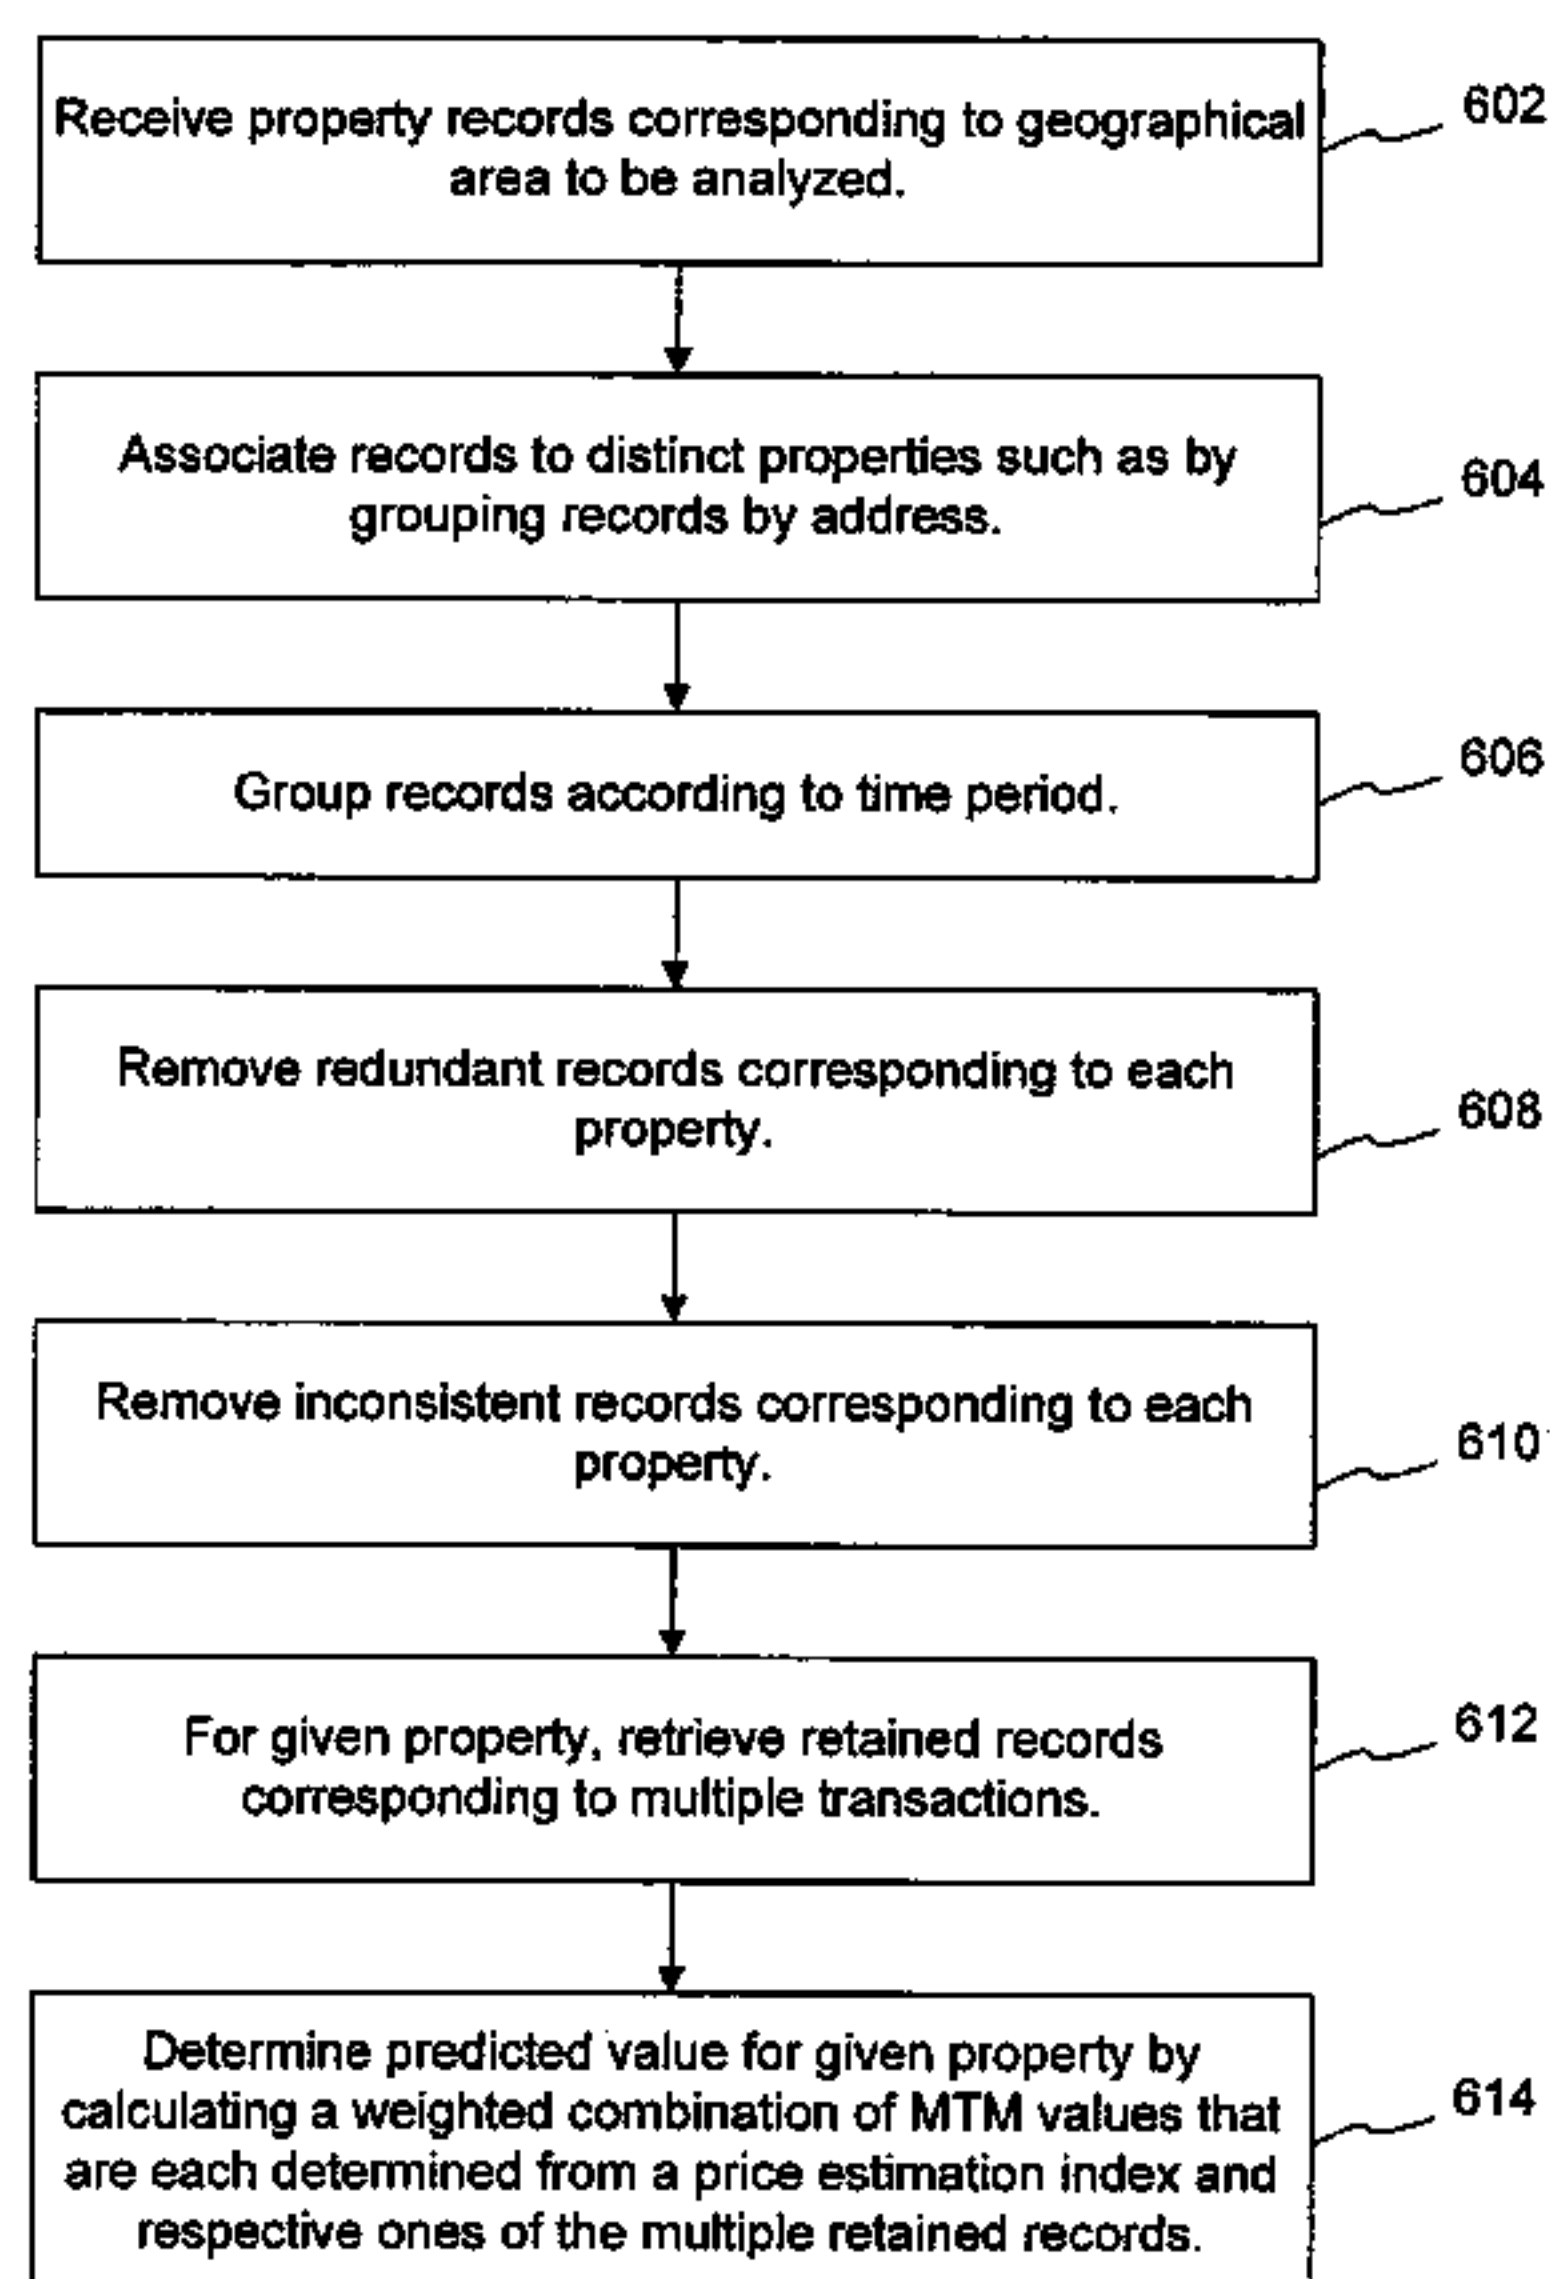 Receive property records corresponding to geographical
area to be analyzed.
602
Associate records to distinct properties such as by
grouping records by address.
604
Group records according to time period.
606
Remove redundant records corresponding to each
property.
608
Remove inconsistent records corresponding to each
property.
610
For given property, retrieve retained records
corresponding to multiple transactions.
612
Determine predicted value for given property by
calculating a weighted combination of MTM values that
are each determined from a price estimation index and
respective ones of the multiple retained records.
614